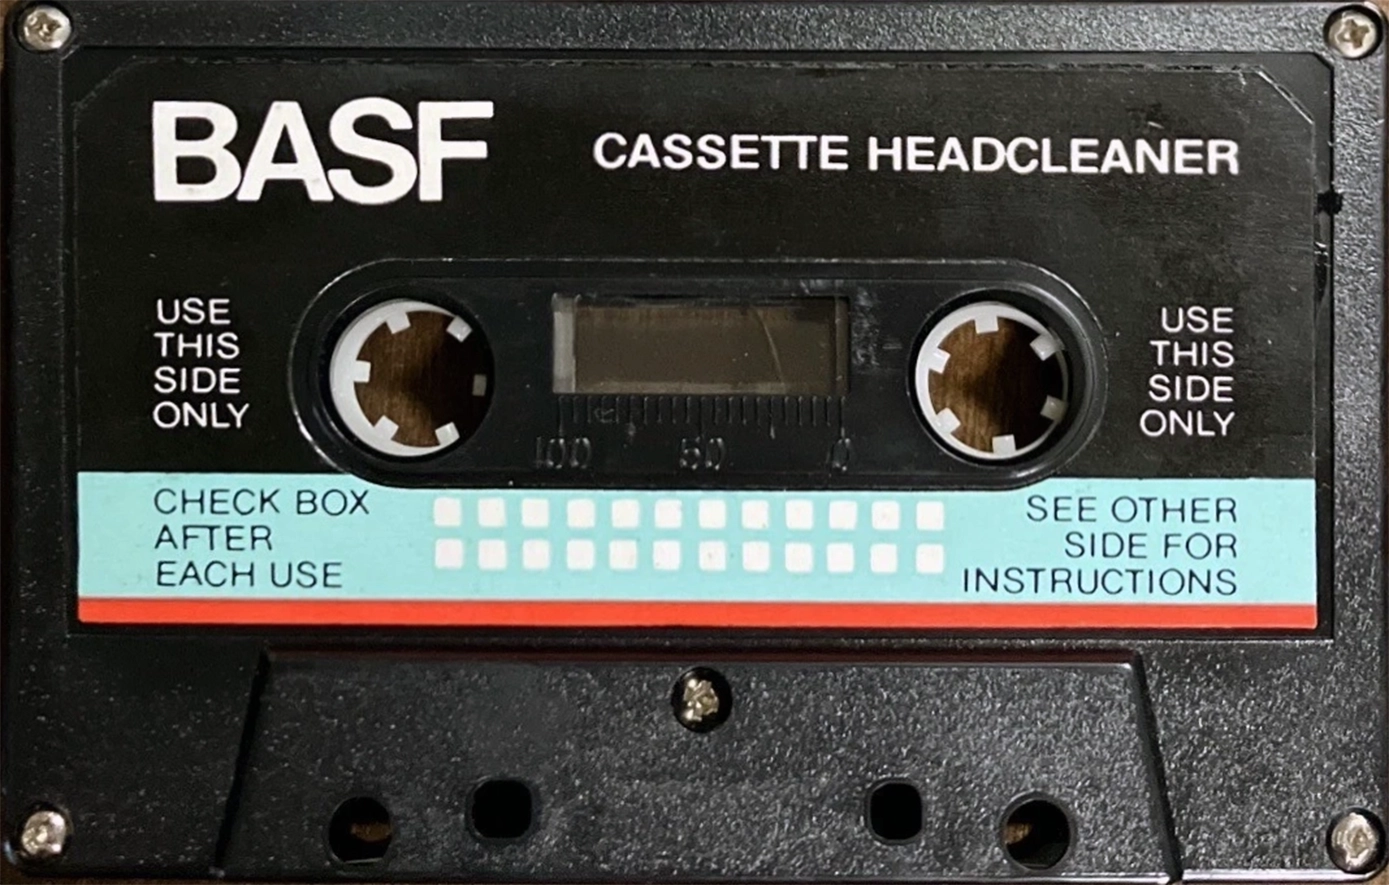 BASF
CASSETTE HEADCLEANER
USE
THIS
SIDE
ONLY
USE
THIS
SIDE
ONLY
100 50 0
CHECK BOX
AFTER
EACH USE
SEE OTHER
SIDE FOR
INSTRUCTIONS